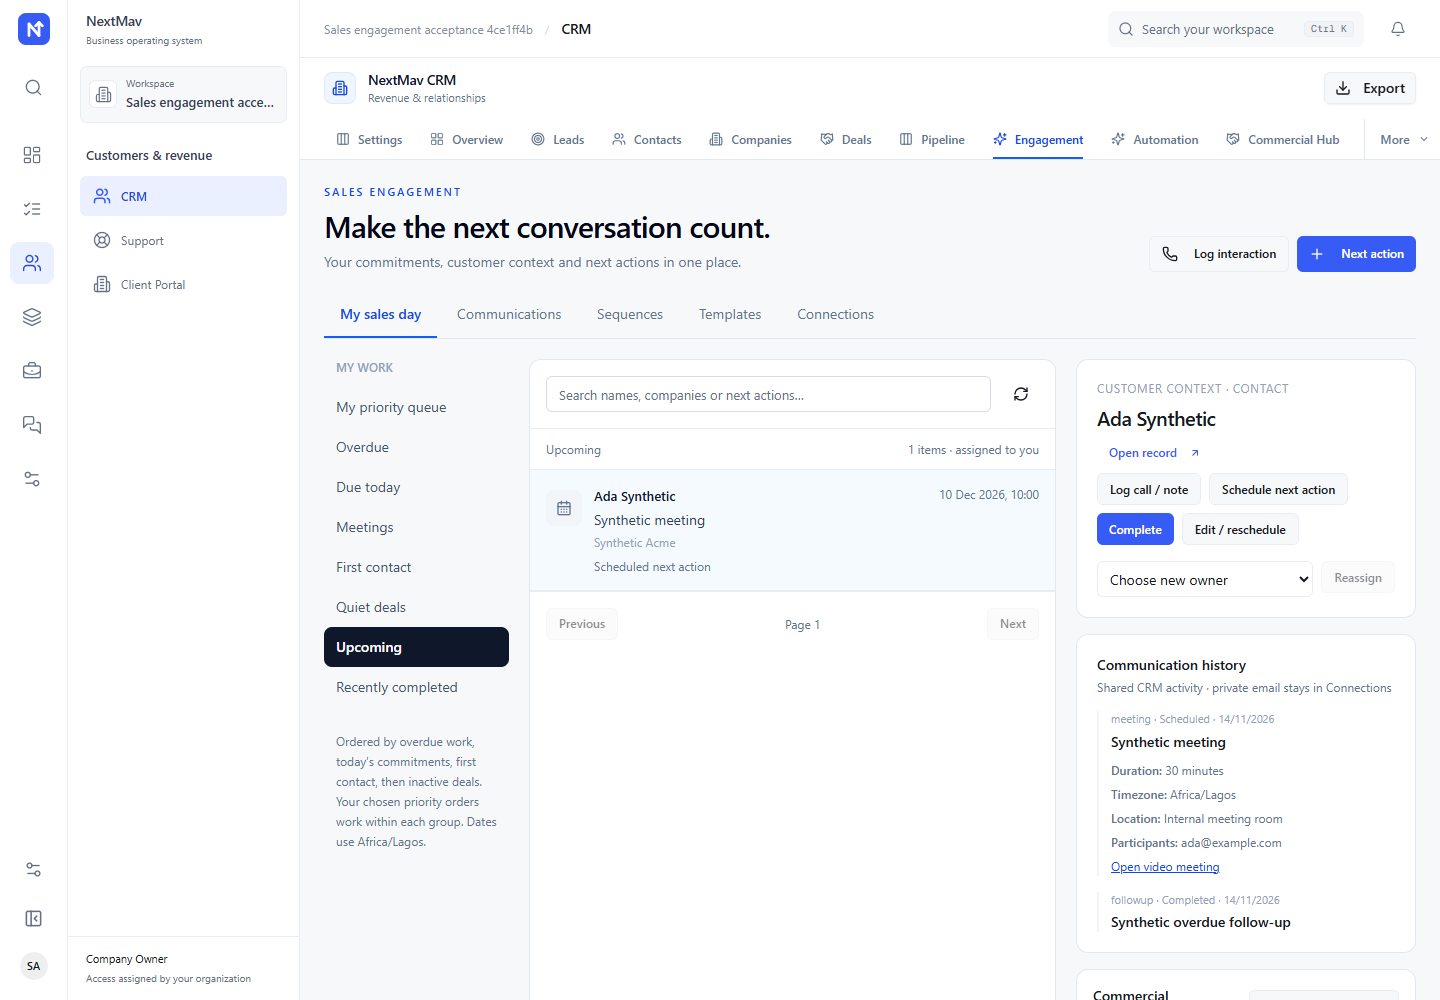 NextMav
Business operating system
Workspace
Sales engagement acce...
Customers & revenue
CRM
Support
Client Portal
Company Owner
Access assigned by your organization
SA
Sales engagement acceptance 4ce1ff4b / CRM
Search your workspace
Ctrl K
NextMav CRM
Revenue & relationships
Export
Settings
Overview
Leads
Contacts
Companies
Deals
Pipeline
Engagement
Automation
Commercial Hub
More
SALES ENGAGEMENT
Make the next conversation count.
Your commitments, customer context and next actions in one place.
Log interaction
Next action
My sales day
Communications
Sequences
Templates
Connections
MY WORK
My priority queue
Overdue
Due today
Meetings
First contact
Quiet deals
Upcoming
Recently completed
Ordered by overdue work,
today's commitments, first
contact, then inactive deals.
Your chosen priority orders
work within each group. Dates
use Africa/Lagos.
Search names, companies or next actions...
Upcoming
1 items · assigned to you
Ada Synthetic
10 Dec 2026, 10:00
Synthetic meeting
Synthetic Acme
Scheduled next action
Previous
Page 1
Next
CUSTOMER CONTEXT · CONTACT
Ada Synthetic
Open record
Log call / note
Schedule next action
Complete
Edit / reschedule
Choose new owner
Reassign
Communication history
Shared CRM activity · private email stays in Connections
meeting · Scheduled · 14/11/2026
Synthetic meeting
Duration: 30 minutes
Timezone: Africa/Lagos
Location: Internal meeting room
Participants: ada@example.com
Open video meeting
followup · Completed · 14/11/2026
Synthetic overdue follow-up
Commercial